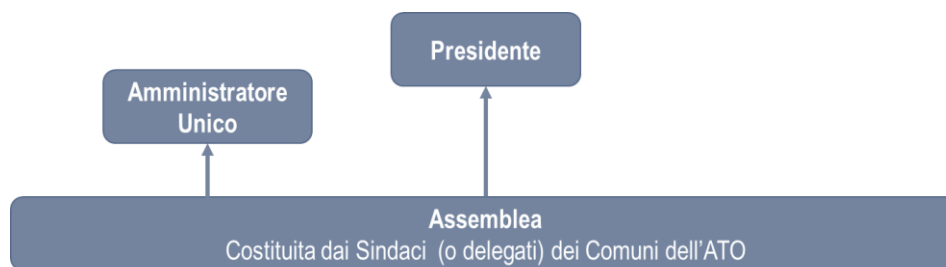 Presidente
Amministratore
Unico
Assemblea
Costituita dai Sindaci (o delegati) dei Comuni dell'ATO